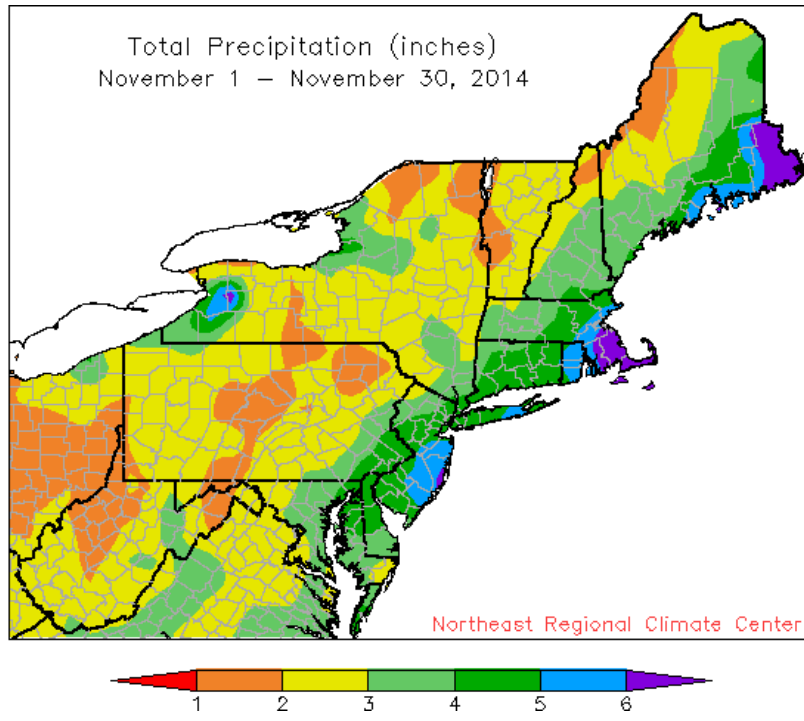 Total Precipitation (inches)
November 1 – November 30, 2014
Northeast Regional Climate Center
1 2 3 4 5 6